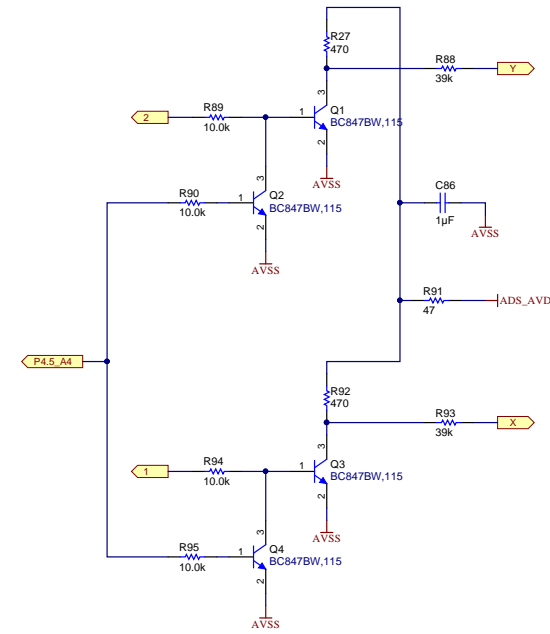 R27
470
R88
39k
Y
2
R89
10.0k
1
3
Q1
BC847BW,115
2
AVSS
R90
10.0k
1
3
Q2
BC847BW,115
2
AVSS
C86
1µF
AVSS
R91
47
ADS_AVD
P4.5_A4
R92
470
R93
39k
X
1
R94
10.0k
1
3
Q3
BC847BW,115
2
AVSS
R95
10.0k
1
3
Q4
BC847BW,115
2
AVSS